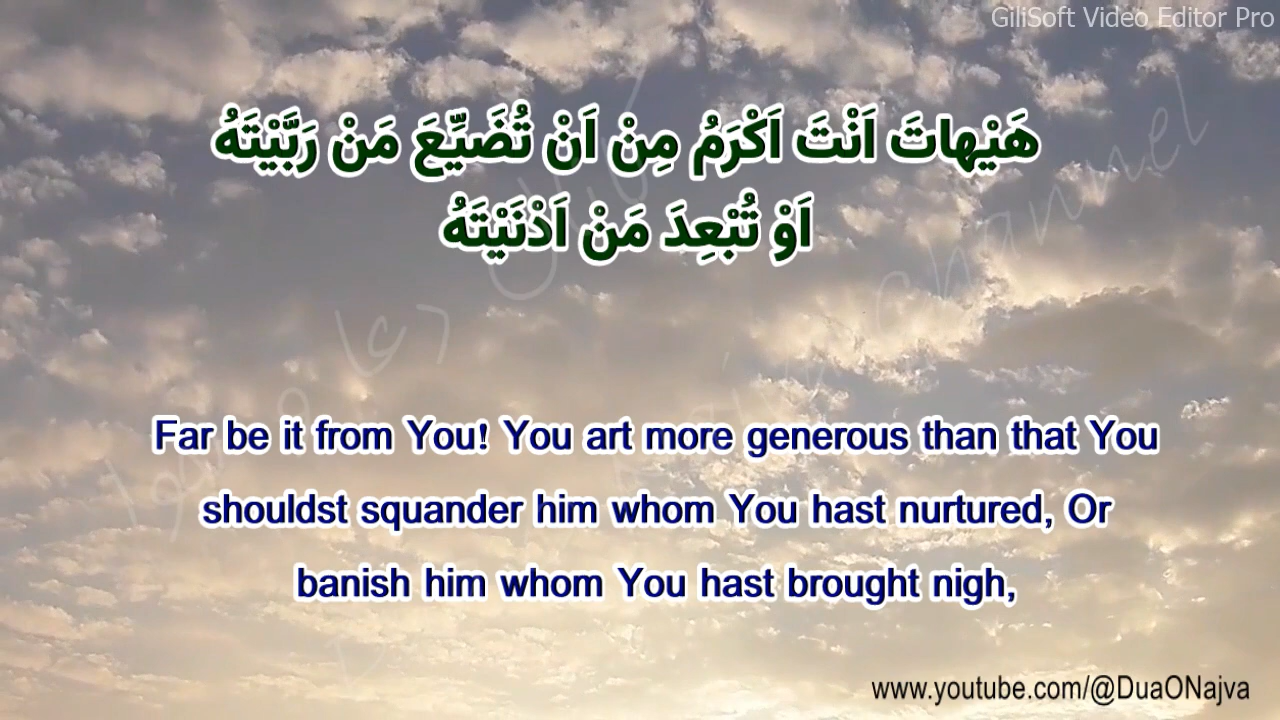 GiliSoft Video Editor Pro
هَيْهاتَ اَنْتَ اَكْرَمُ مِنْ اَنْ تُضَيِّعَ مَنْ رَبَّيْتَهُ
اَوْ تُبْعِدَ مَنْ اَدْنَيْتَهُ
Far be it from You! You art more generous than that You
shouldst squander him whom You hast nurtured, Or
banish him whom You hast brought nigh,
www.youtube.com/@DuaONajva